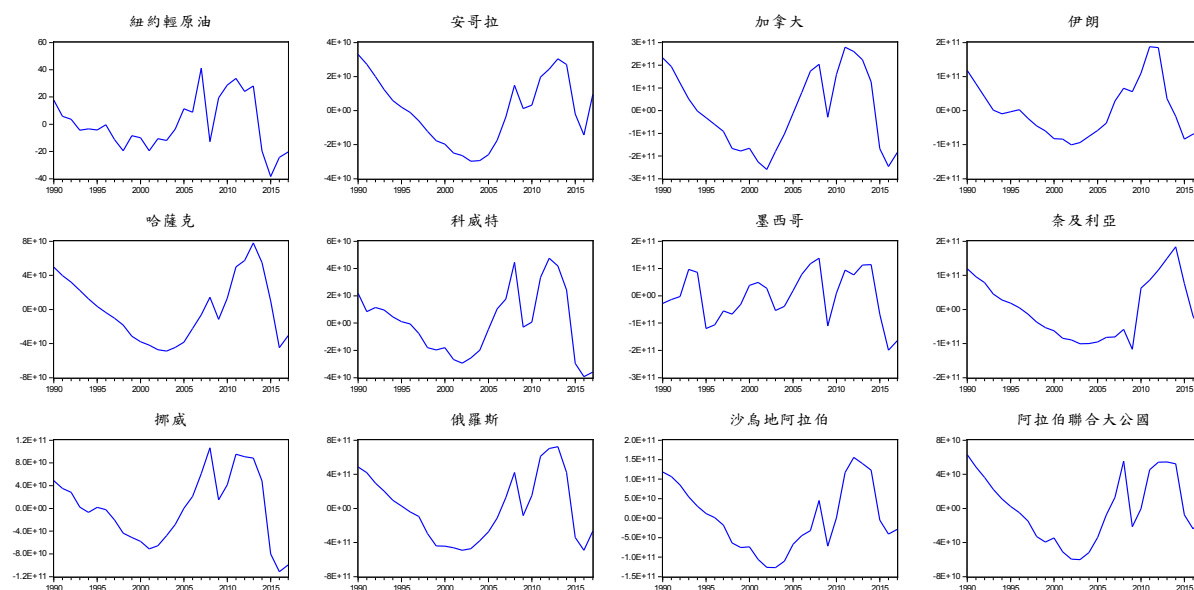 紐約輕原油
60
40
20
0
-20
-40
1990 1995 2000 2005 2010 2015
安哥拉
4E+10
2E+10
0E+00
-2E+10
-4E+10
1990 1995 2000 2005 2010 2015
加拿大
3E+11
2E+11
1E+11
0E+00
-1E+11
-2E+11
-3E+11
1990 1995 2000 2005 2010 2015
伊朗
2E+11
1E+11
0E+00
-1E+11
-2E+11
1990 1995 2000 2005 2010 2015
哈薩克
8E+10
4E+10
0E+00
-4E+10
-8E+10
1990 1995 2000 2005 2010 2015
科威特
6E+10
4E+10
2E+10
0E+00
-2E+10
-4E+10
1990 1995 2000 2005 2010 2015
墨西哥
2E+11
1E+11
0E+00
-1E+11
-2E+11
-3E+11
1990 1995 2000 2005 2010 2015
奈及利亞
2E+11
1E+11
0E+00
-1E+11
-2E+11
1990 1995 2000 2005 2010 2015
挪威
1.2E+11
8.0E+10
4.0E+10
0.0E+00
-4.0E+10
-8.0E+10
-1.2E+11
1990 1995 2000 2005 2010 2015
俄羅斯
8E+11
4E+11
0E+00
-4E+11
-8E+11
1990 1995 2000 2005 2010 2015
沙烏地阿拉伯
2.0E+11
1.5E+11
1.0E+11
5.0E+10
0.0E+00
-5.0E+10
-1.0E+11
-1.5E+11
1990 1995 2000 2005 2010 2015
阿拉伯聯合大公國
8E+10
4E+10
0E+00
-4E+10
-8E+10
1990 1995 2000 2005 2010 2015